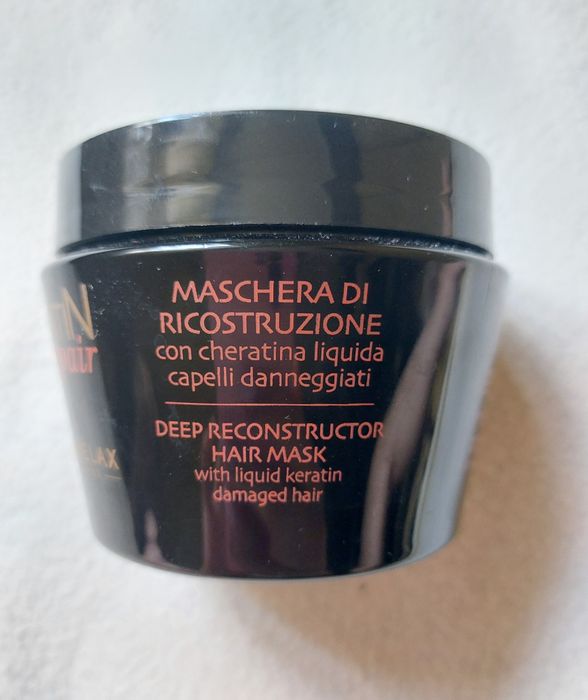 MASCHERA DI
RICOSTRUZIONE
con cheratina liquida
capelli danneggiati
DEEP RECONSTRUCTOR
HAIR MASK
with liquid keratin
damaged hair